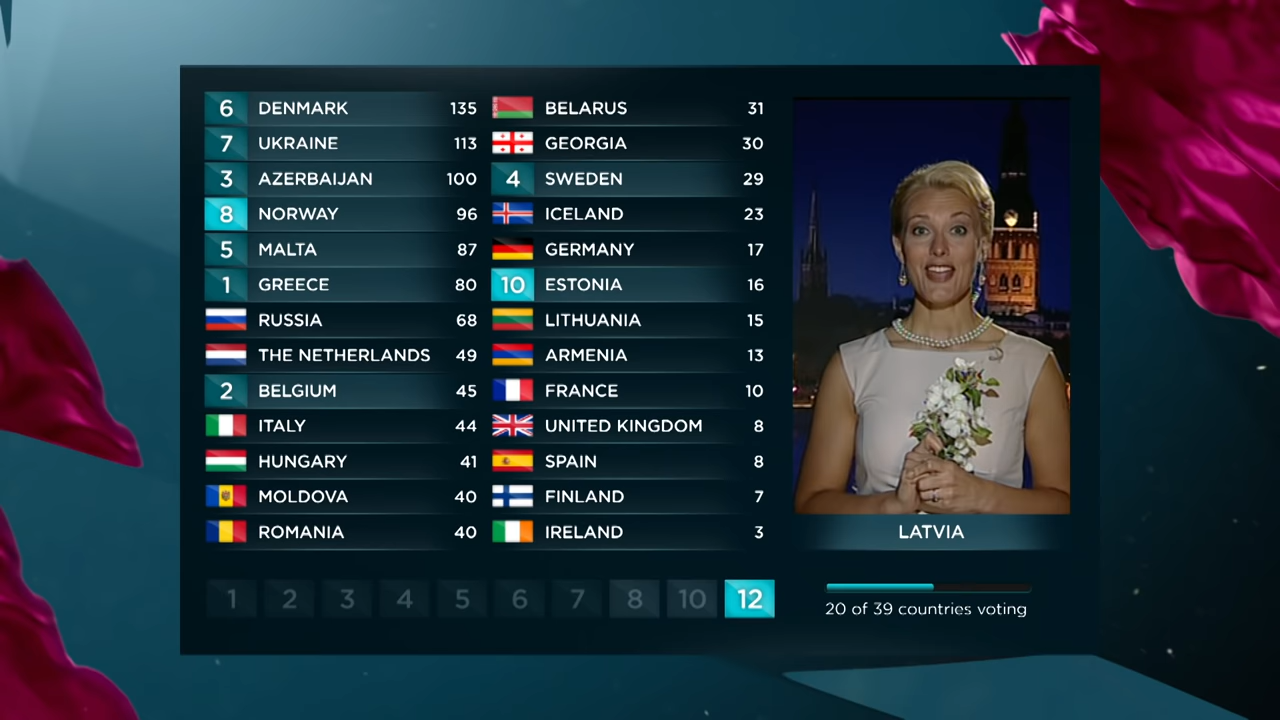 6 DENMARK 135
7 UKRAINE 113
3 AZERBAIJAN 100
8 NORWAY 96
5 MALTA 87
1 GREECE 80
RUSSIA 68
THE NETHERLANDS 49
2 BELGIUM 45
ITALY 44
HUNGARY 41
MOLDOVA 40
ROMANIA 40
BELARUS 31
GEORGIA 30
4 SWEDEN 29
ICELAND 23
GERMANY 17
10 ESTONIA 16
LITHUANIA 15
ARMENIA 13
FRANCE 10
UNITED KINGDOM 8
SPAIN 8
FINLAND 7
IRELAND 3
LATVIA
1 2 3 4 5 6 7 8 10 12
20 of 39 countries voting